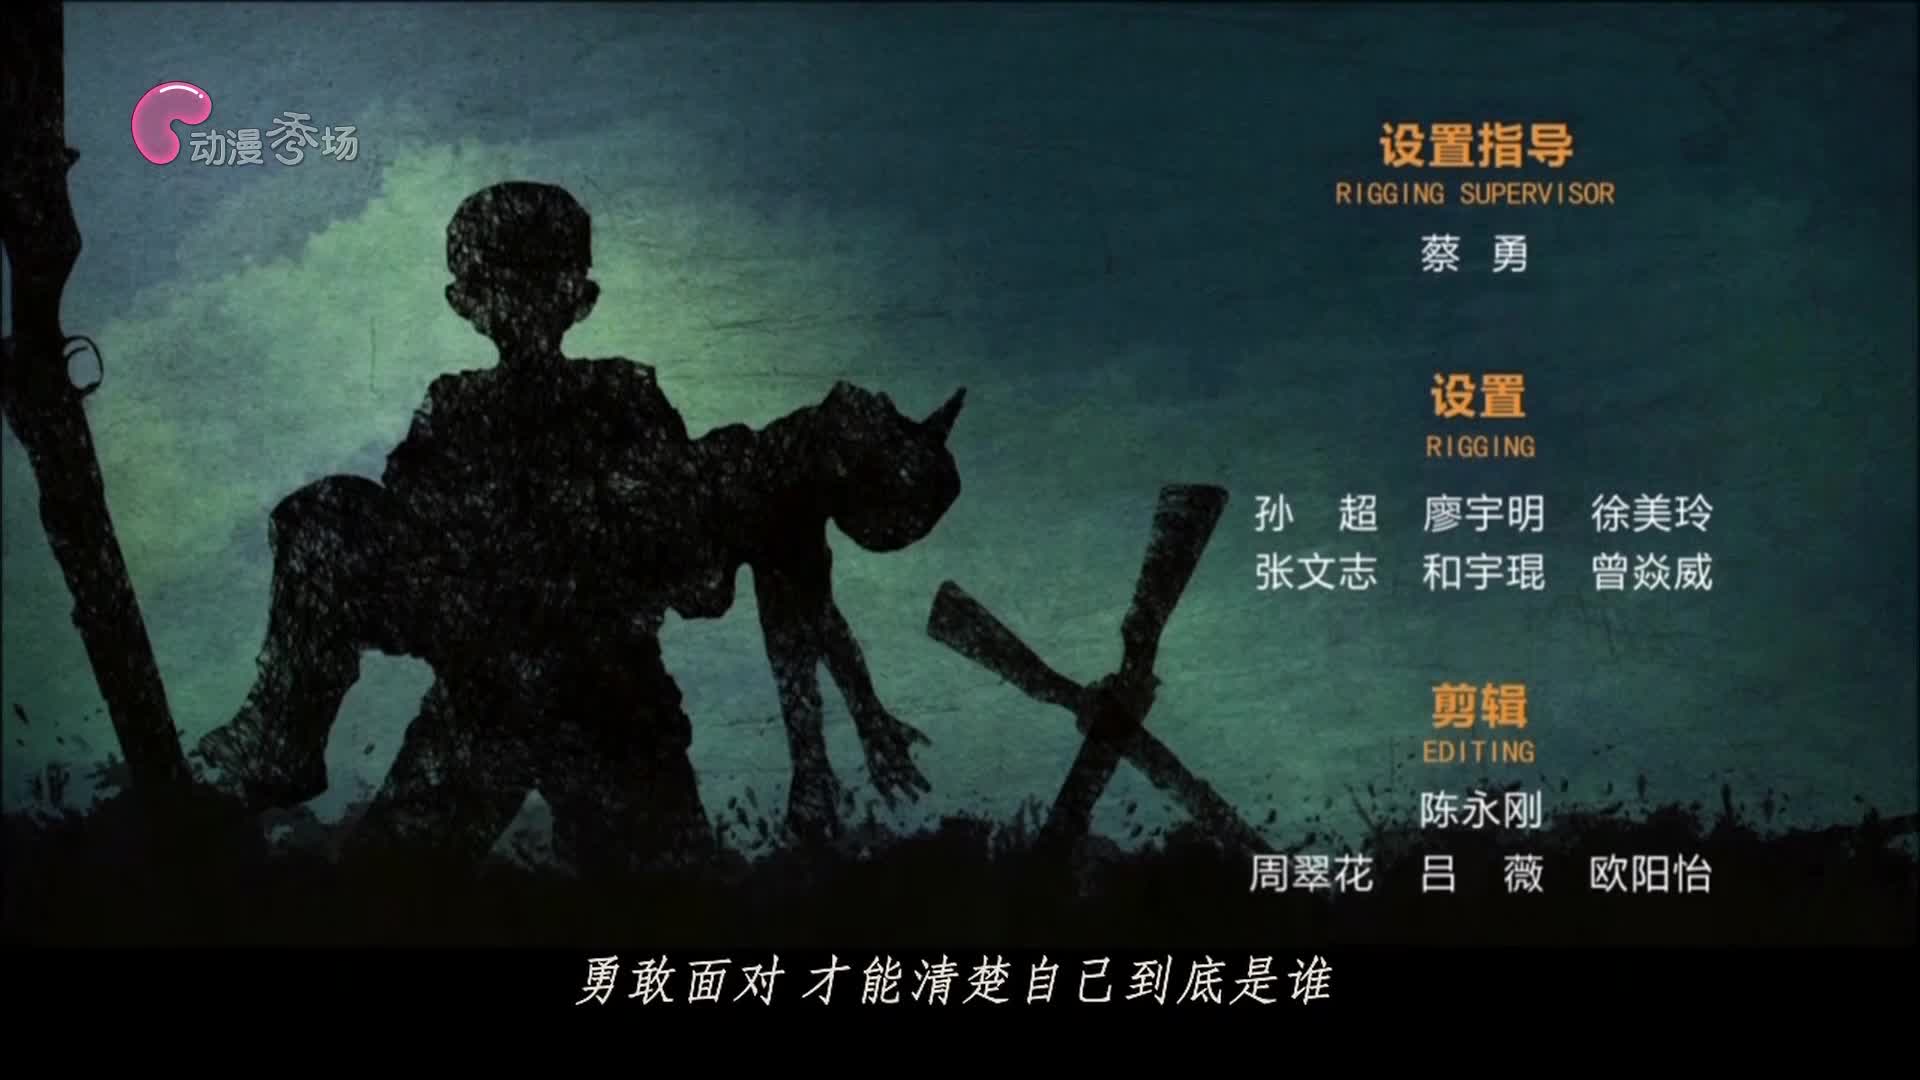 动漫秀场
设置指导
RIGGING SUPERVISOR
蔡 勇
设置
RIGGING
孙 超 廖宇明 徐美玲
张文志 和宇琨 曾焱威
剪辑
EDITING
陈永刚
周翠花 吕 薇 欧阳怡
勇敢面对 才能清楚自己到底是谁